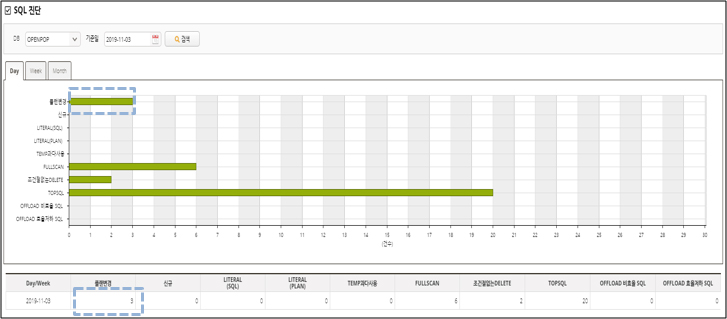 SQL 진단
DB OPENPOP 기준일 2019-11-03 검색
Day Week Month
플랜변경
신규
LITERAL(SQL)
LITERAL(PLAN)
TEMP과다사용
FULLSCAN
조건절없는DELETE
TOPSQL
OFFLOAD 비효율 SQL
OFFLOAD 효율저하 SQL
0 1 2 3 4 5 6 7 8 9 10 11 12 13 14 15 16 17 18 19 20 21 22 23 24 25 26 27 28 29 30
(건수)
Day/Week 플랜변경 신규 LITERAL (SQL) LITERAL (PLAN) TEMP과다사용 FULLSCAN 조건절없는DELETE TOPSQL OFFLOAD 비효율 SQL OFFLOAD 효율저하 SQL
2019-11-03 3 0 0 0 0 6 2 20 0 0